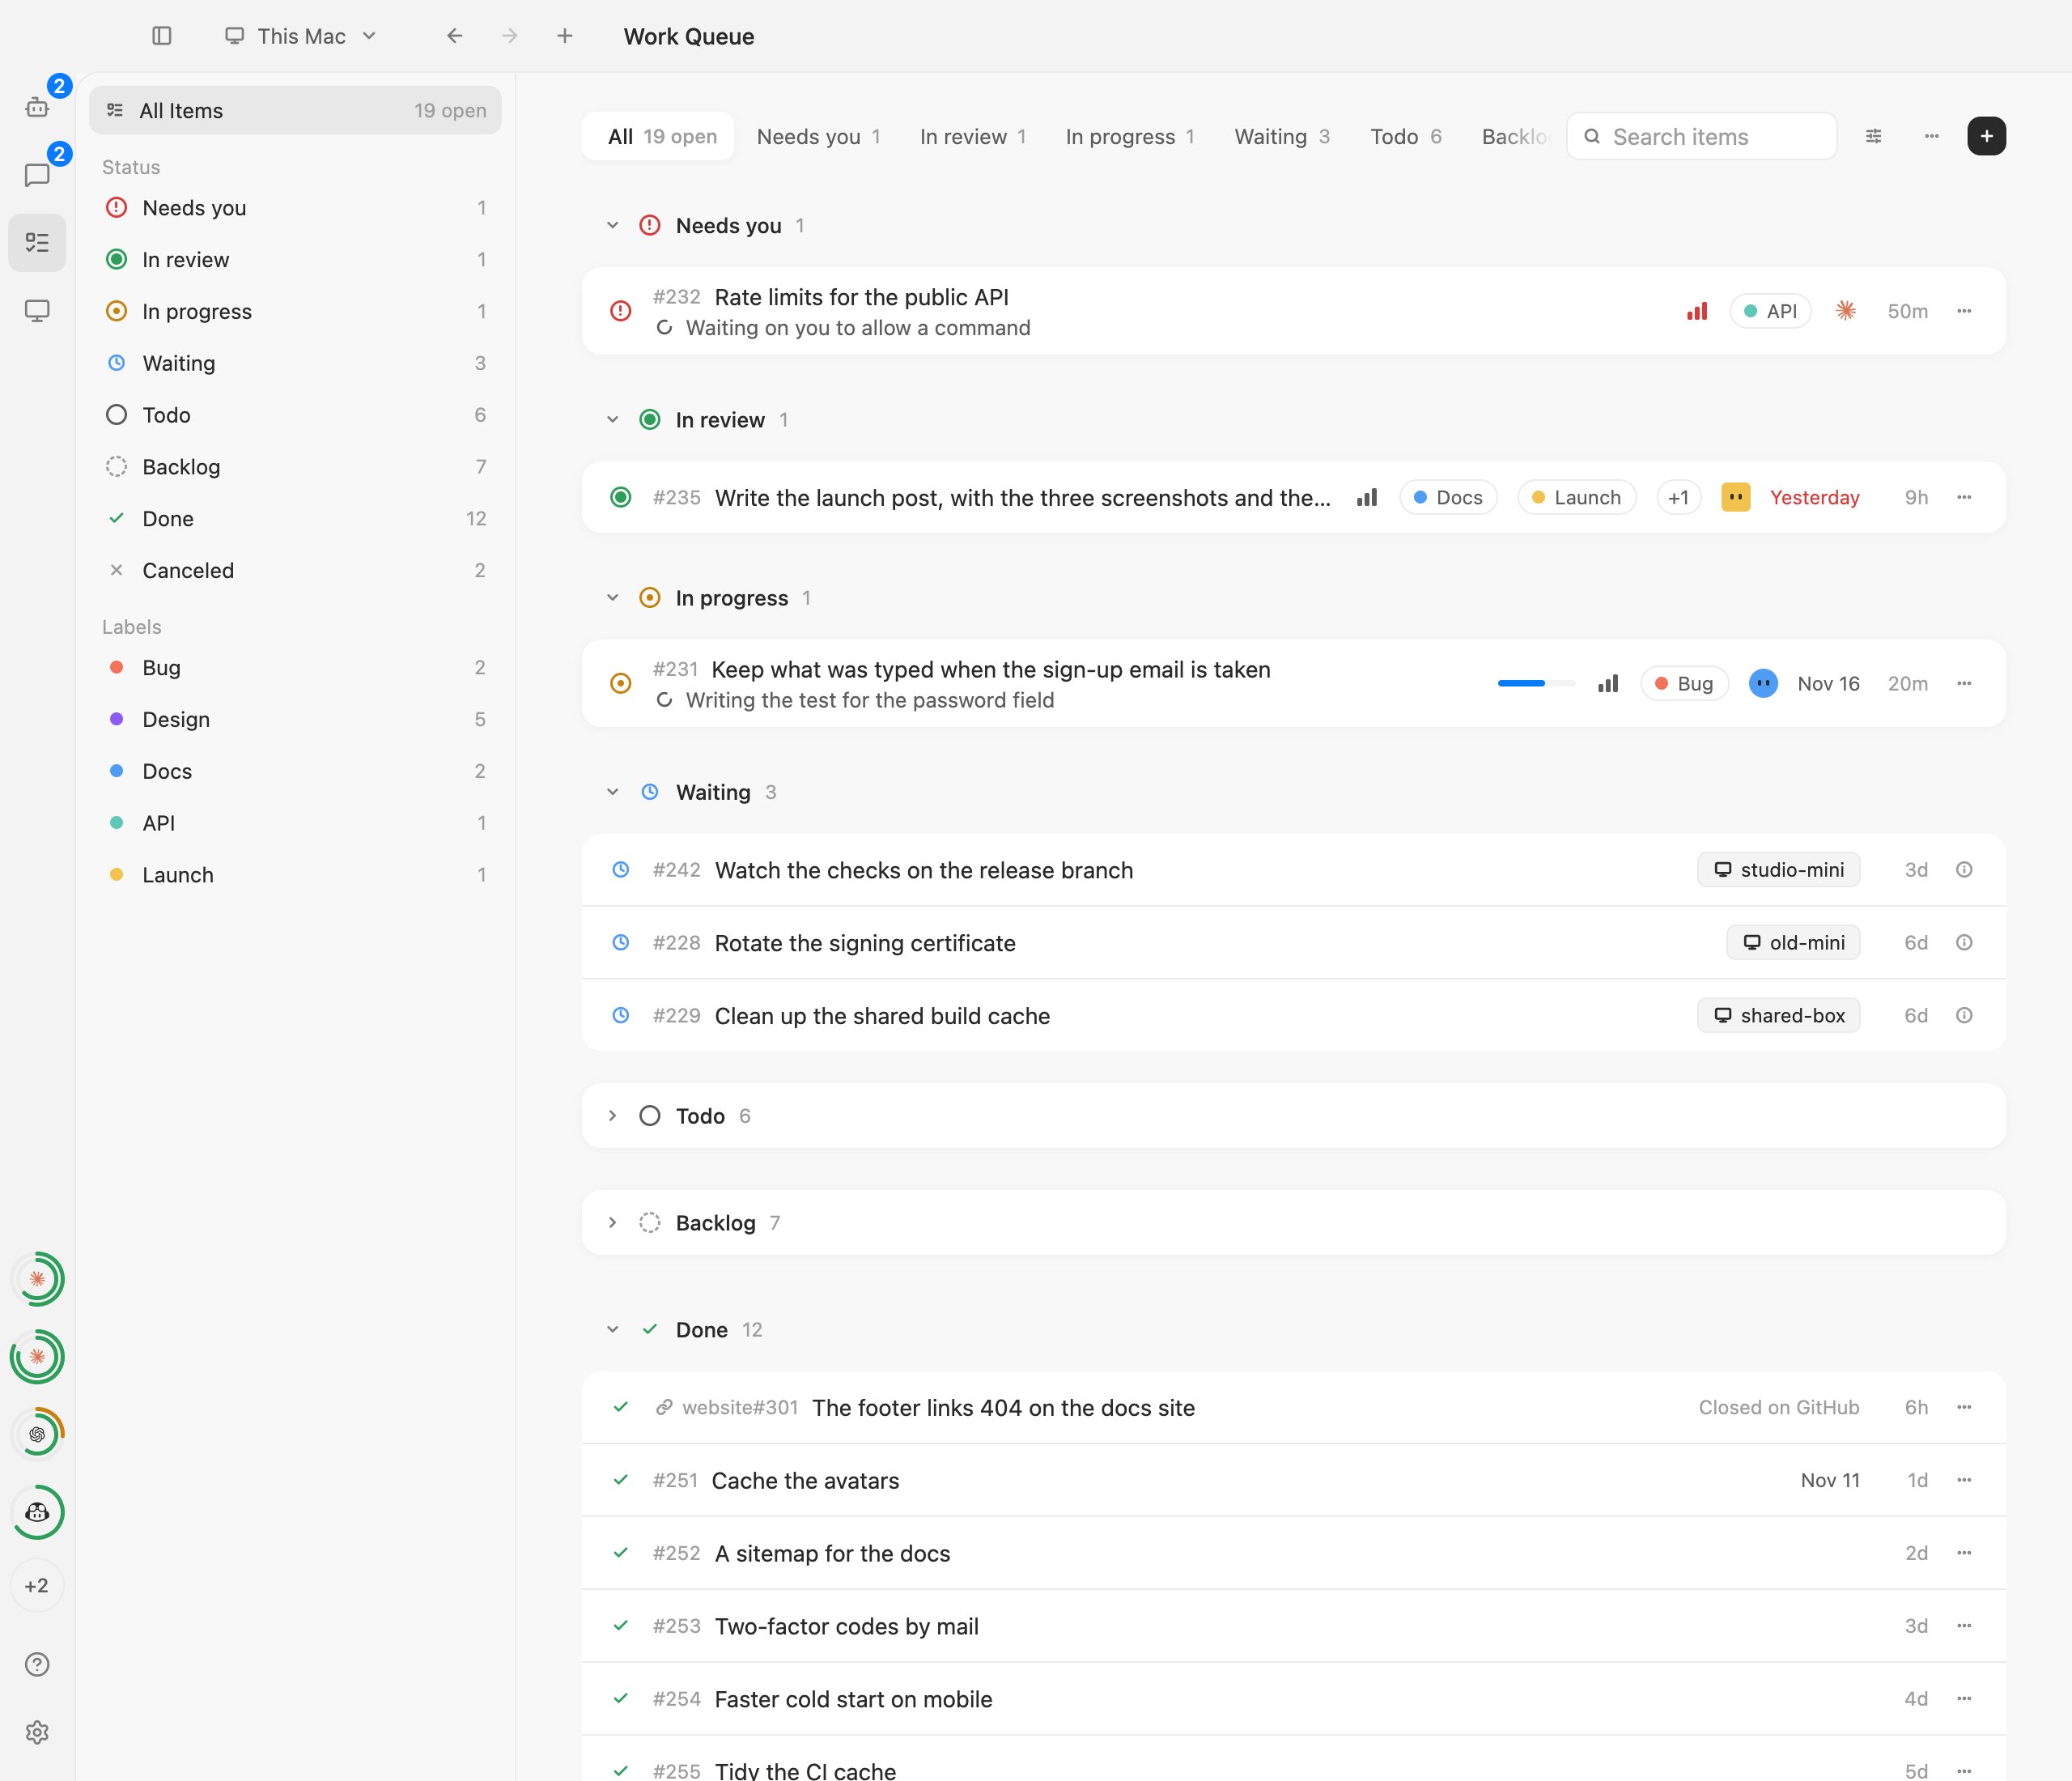 This Mac
Work Queue
2
2
+2
All Items 19 open
Status
Needs you 1
In review 1
In progress 1
Waiting 3
Todo 6
Backlog 7
Done 12
Canceled 2
Labels
Bug 2
Design 5
Docs 2
API 1
Launch 1
All 19 open Needs you 1 In review 1 In progress 1 Waiting 3 Todo 6 Backlo Search items
Needs you 1
#232 Rate limits for the public API
Waiting on you to allow a command
API 50m
In review 1
#235 Write the launch post, with the three screenshots and the... Docs Launch +1 Yesterday 9h
In progress 1
#231 Keep what was typed when the sign-up email is taken
Writing the test for the password field
Bug Nov 16 20m
Waiting 3
#242 Watch the checks on the release branch studio-mini 3d
#228 Rotate the signing certificate old-mini 6d
#229 Clean up the shared build cache shared-box 6d
Todo 6
Backlog 7
Done 12
website#301 The footer links 404 on the docs site Closed on GitHub 6h
#251 Cache the avatars Nov 11 1d
#252 A sitemap for the docs 2d
#253 Two-factor codes by mail 3d
#254 Faster cold start on mobile 4d
#255 Tidy the CI cache 5d